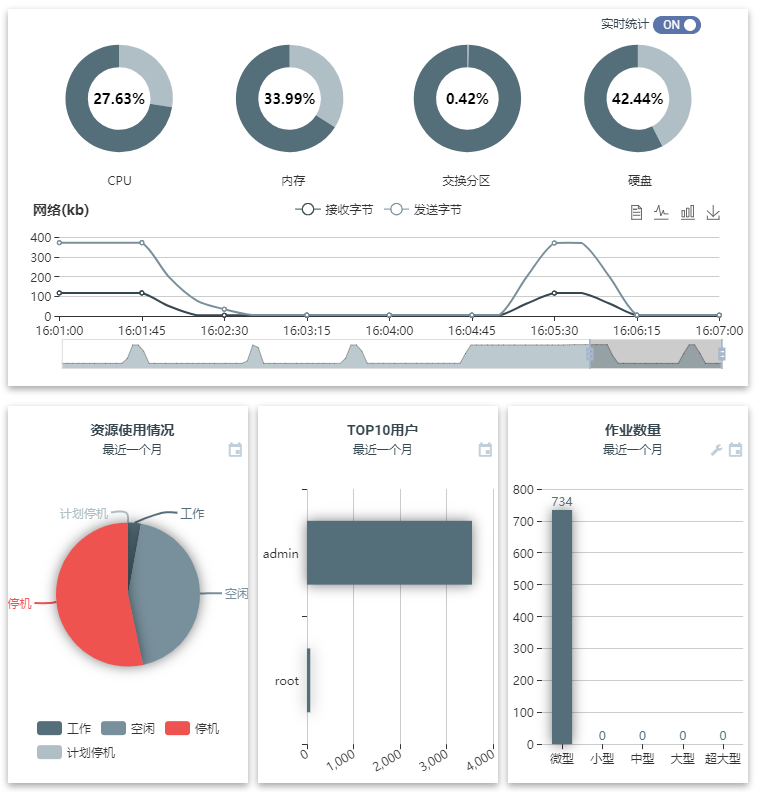 实时统计 ON
27.63% 33.99% 0.42% 42.44%
CPU 内存 交换分区 硬盘
网络(kb) 接收字节 发送字节
400
300
200
100
0
16:01:00 16:01:45 16:02:30 16:03:15 16:04:00 16:04:45 16:05:30 16:06:15 16:07:00
资源使用情况
最近一个月
计划停机 工作
空闲
停机
工作 空闲 停机
计划停机
TOP10用户
最近一个月
admin
root
0 1,000 2,000 3,000 4,000
作业数量
最近一个月
800
734
700
600
500
400
300
200
100
0 0 0 0 0
微型 小型 中型 大型 超大型